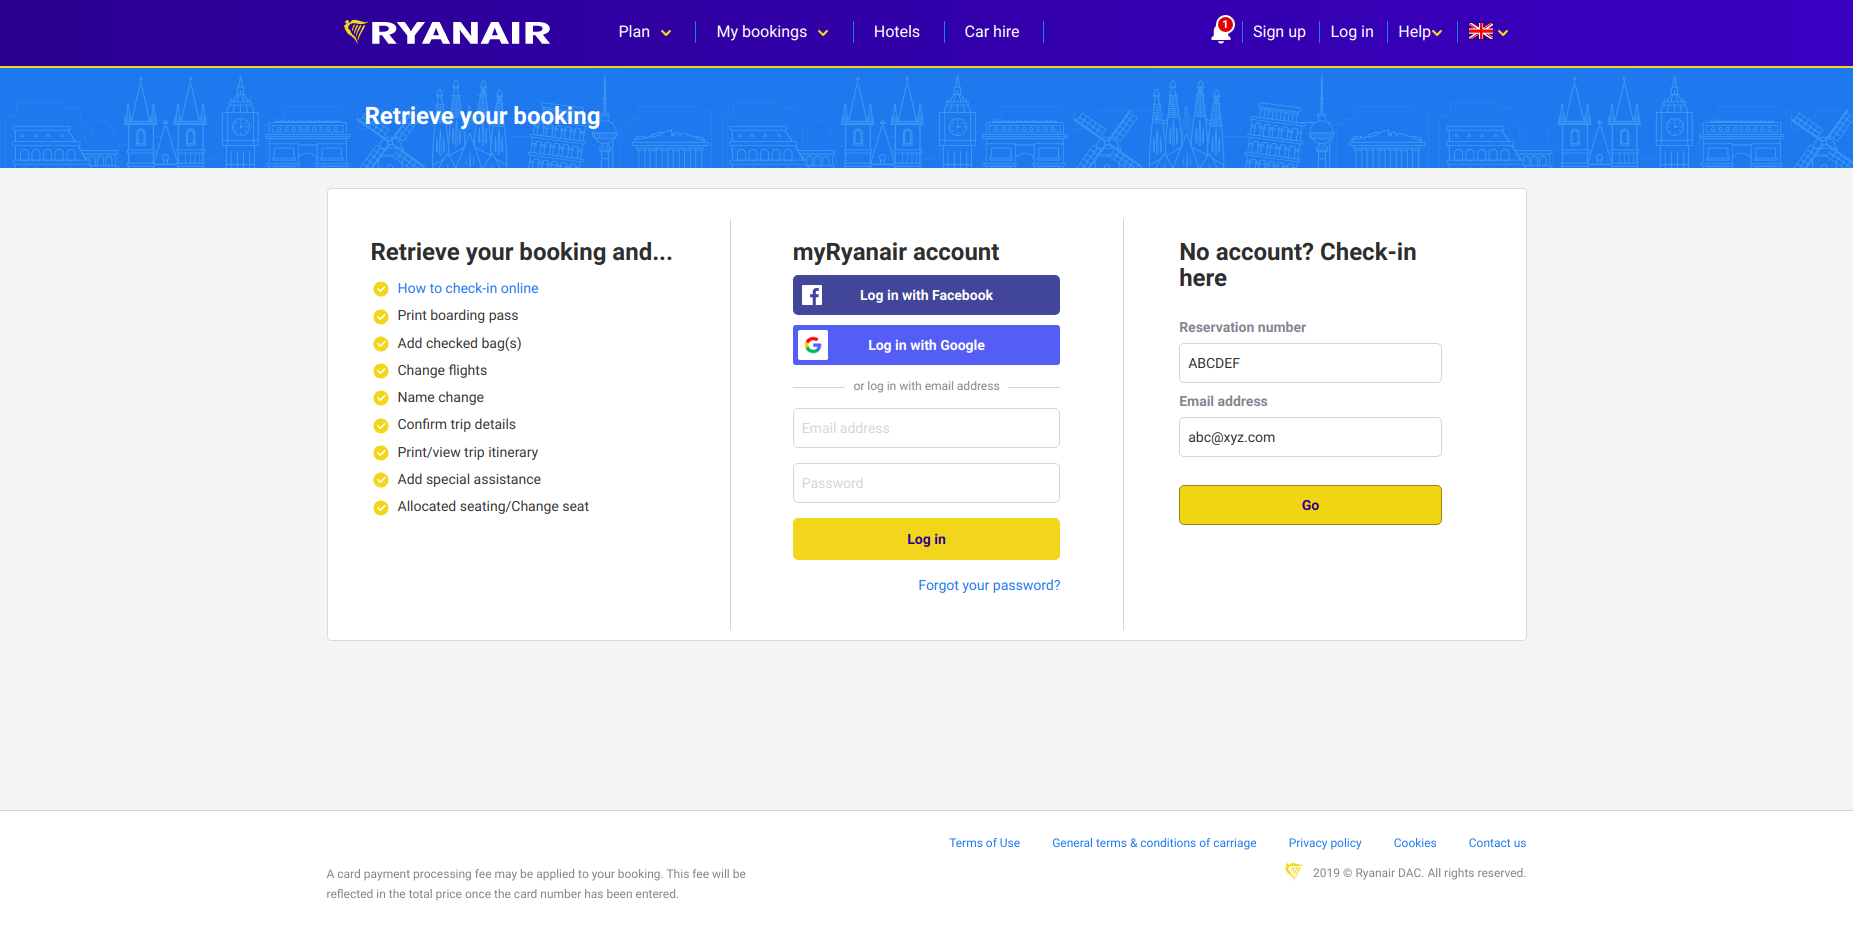 RYANAIR
Plan
My bookings
Hotels
Car hire
1
Sign up
Log in
Help
Retrieve your booking
Retrieve your booking and...
How to check-in online
Print boarding pass
Add checked bag(s)
Change flights
Name change
Confirm trip details
Print/view trip itinerary
Add special assistance
Allocated seating/Change seat
myRyanair account
Log in with Facebook
Log in with Google
or log in with email address
Email address
Password
Log in
Forgot your password?
No account? Check-in
here
Reservation number
ABCDEF
Email address
abc@xyz.com
Go
Terms of Use
General terms & conditions of carriage
Privacy policy
Cookies
Contact us
A card payment processing fee may be applied to your booking. This fee will be
reflected in the total price once the card number has been entered.
2019 © Ryanair DAC. All rights reserved.